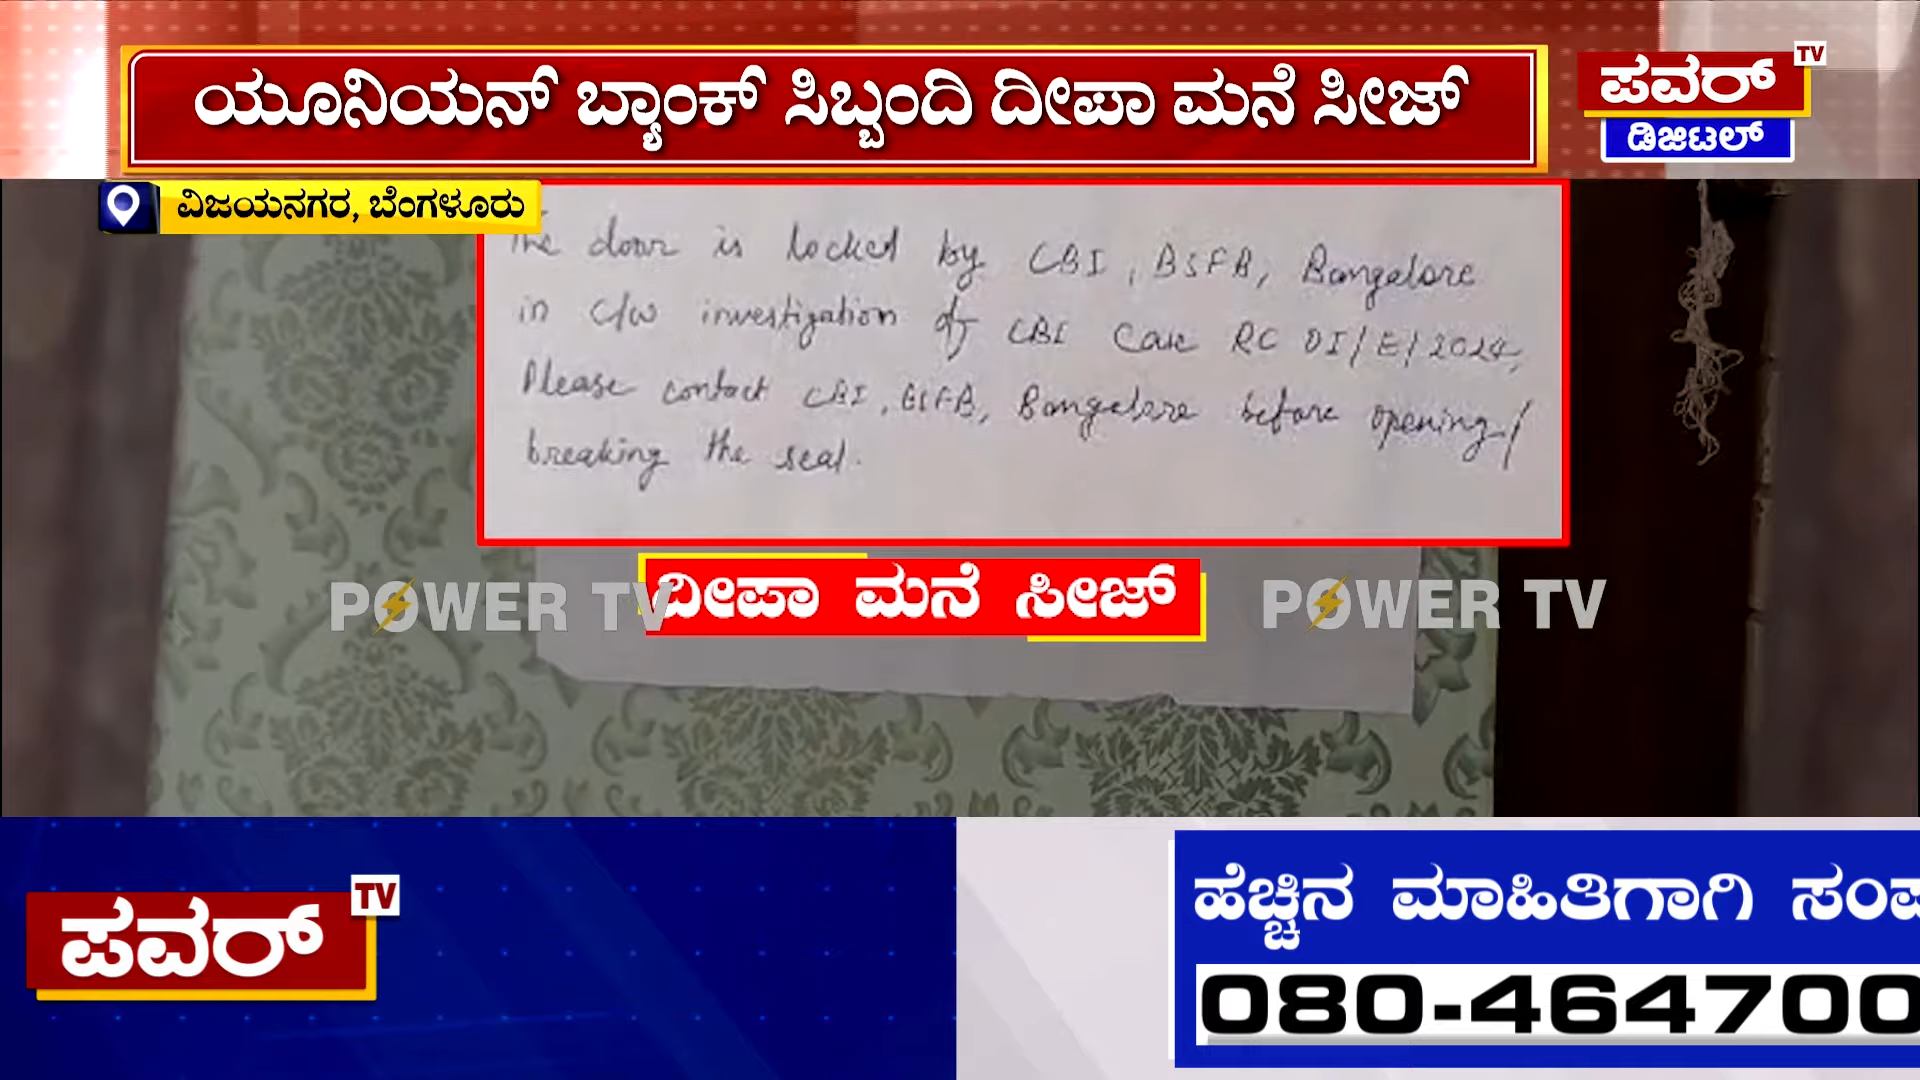 ಯೂನಿಯನ್ ಬ್ಯಾಂಕ್ ಸಿಬ್ಬಂದಿ ದೀಪಾ ಮನೆ ಸೀಜ್
ಪವರ್ TV
ಡಿಜಿಟಲ್
ವಿಜಯನಗರ, ಬೆಂಗಳೂರು
The door is locked by CBI, BSFB, Bangalore
in c/w investigation of CBI Case RC 01/E/2024,
Please contact CBI, BSFB, Bangalore before opening/
breaking the seal.
ದೀಪಾ ಮನೆ ಸೀಜ್
POWER TV
POWER TV
ಪವರ್ TV
ಹೆಚ್ಚಿನ ಮಾಹಿತಿಗಾಗಿ
080-464700